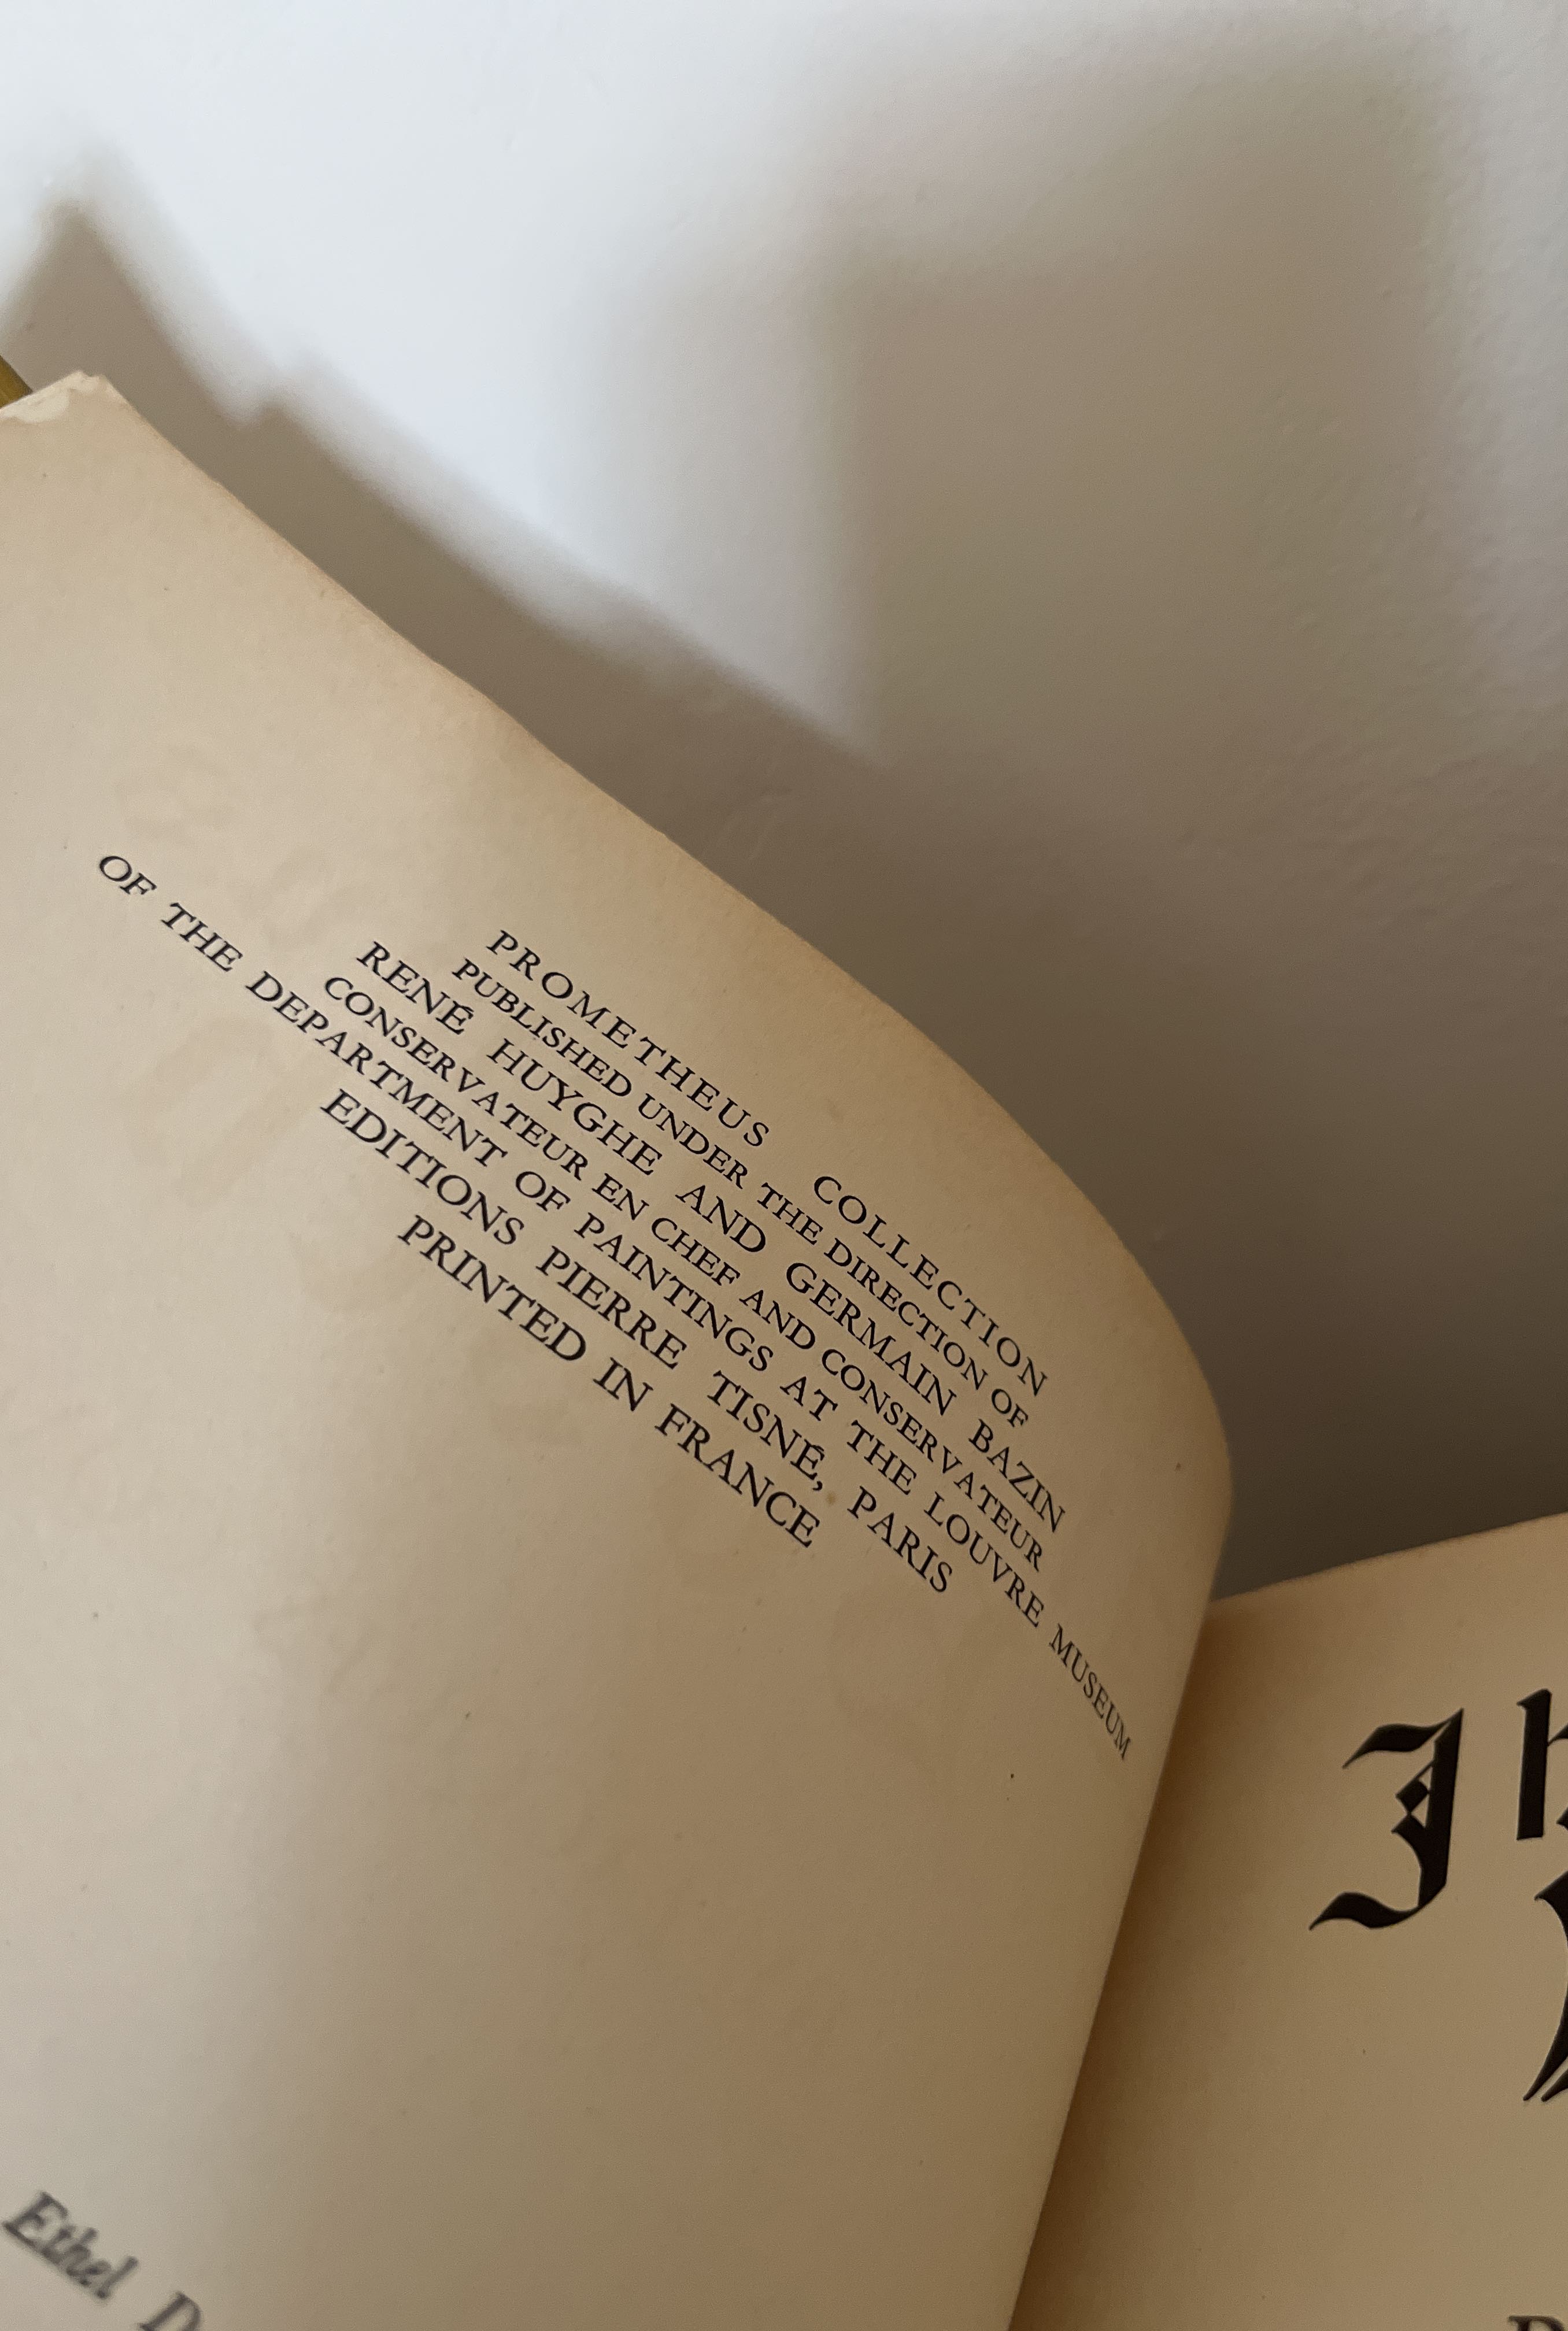 PROMETHEUS COLLECTION
PUBLISHED UNDER THE DIRECTION OF
RENÉ HUYGHE AND GERMAIN BAZIN
CONSERVATEUR EN CHEF AND CONSERVATEUR
OF THE DEPARTMENT OF PAINTINGS AT THE LOUVRE MUSEUM
EDITIONS PIERRE TISNÉ, PARIS
PRINTED IN FRANCE
Ethel